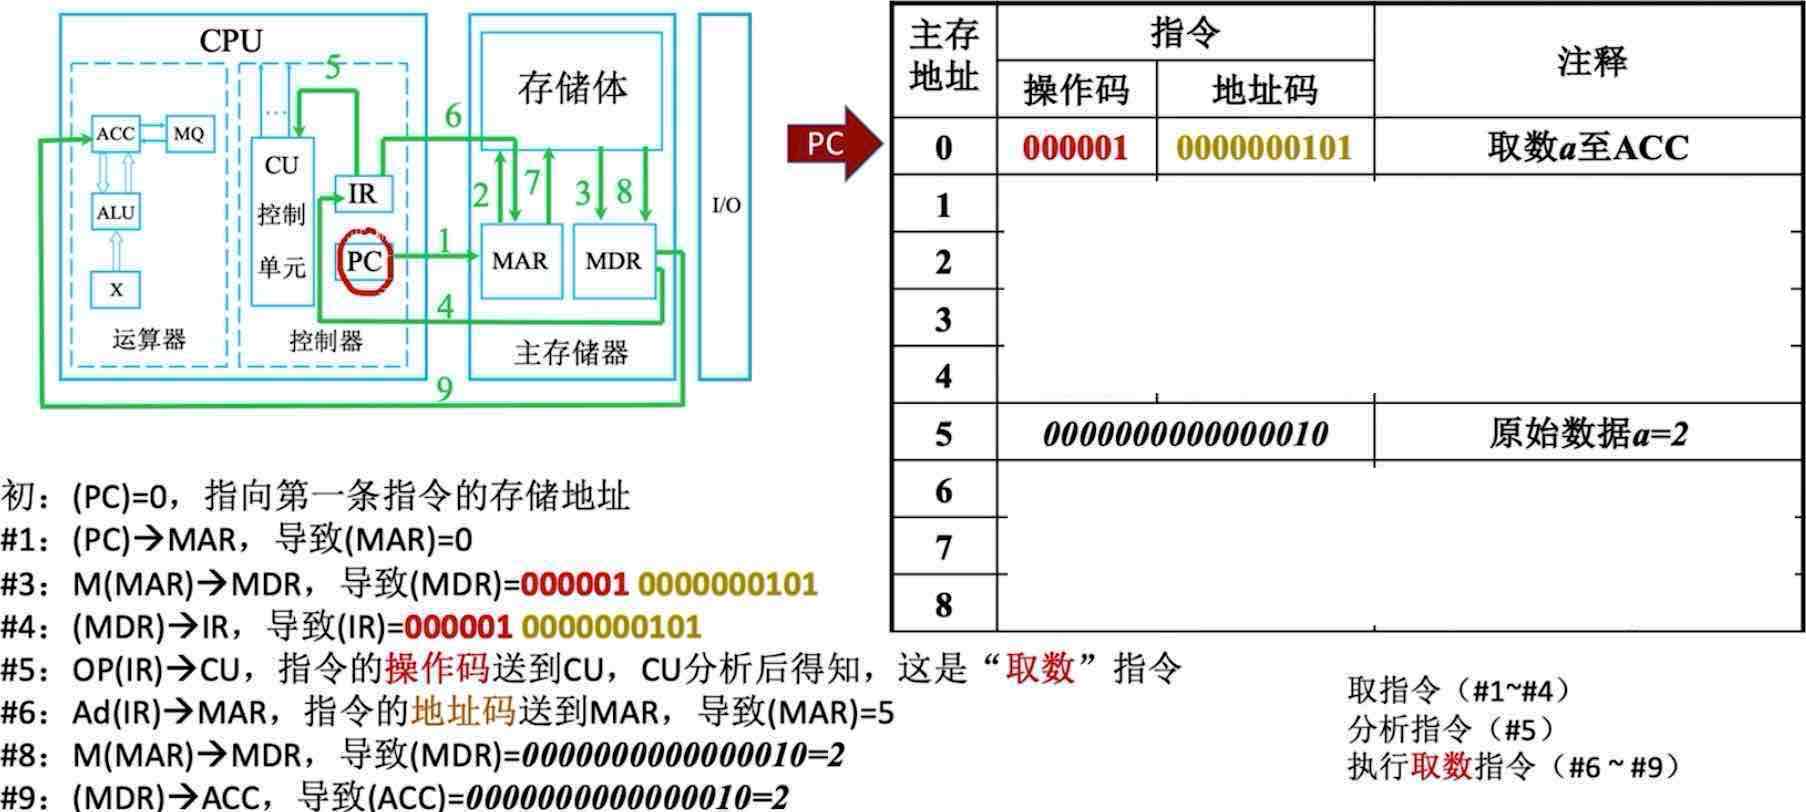 CPU
5
ACC
MQ
ALU
X
运算器
...
CU
控制
单元
IR
PC
控制器
6
1
4
9
存储体
2
7
3
8
MAR
MDR
主存储器
I/O
PC
主存地址 指令 注释
操作码 地址码
0 000001 0000000101 取数a至ACC
1
2
3
4
5 0000000000000010 原始数据a=2
6
7
8
初：(PC)=0，指向第一条指令的存储地址
#1：(PC)→MAR，导致(MAR)=0
#3：M(MAR)→MDR，导致(MDR)=000001 0000000101
#4：(MDR)→IR，导致(IR)=000001 0000000101
#5：OP(IR)→CU，指令的操作码送到CU，CU分析后得知，这是“取数”指令
#6：Ad(IR)→MAR，指令的地址码送到MAR，导致(MAR)=5
#8：M(MAR)→MDR，导致(MDR)=0000000000000010=2
#9：(MDR)→ACC，导致(ACC)=0000000000000010=2
取指令（#1~#4）
分析指令（#5）
执行取数指令（#6 ~ #9）